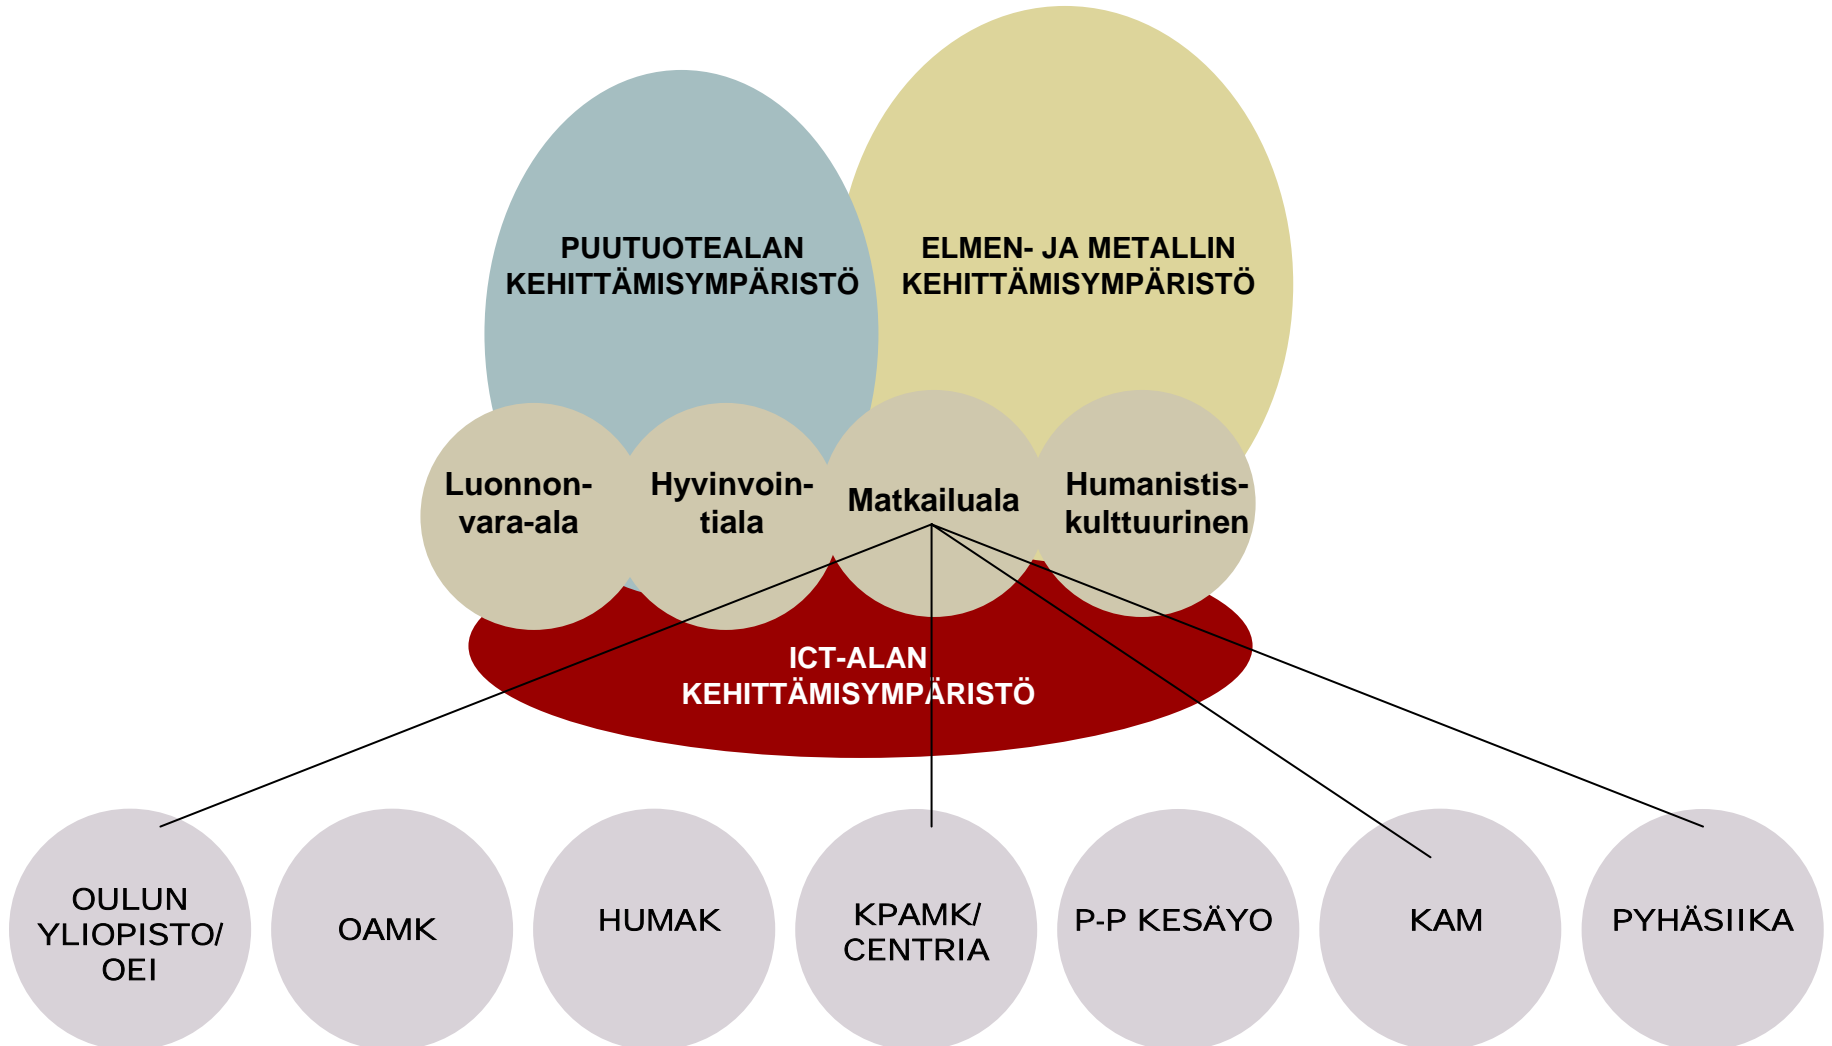 PUUTUOTEALAN
KEHITTÄMISYMPÄRISTÖ
ELMEN- JA METALLIN
KEHITTÄMISYMPÄRISTÖ
Luonnon-
vara-ala
Hyvinvoin-
tiala
Matkailuala
Humanistis-
kulttuurinen
ICT-ALAN
KEHITTÄMISYMPÄRISTÖ
OULUN
YLIOPISTO/
OEI
OAMK
HUMAK
KPAMK/
CENTRIA
P-P KESÄYO
KAM
PYHÄSIIKA